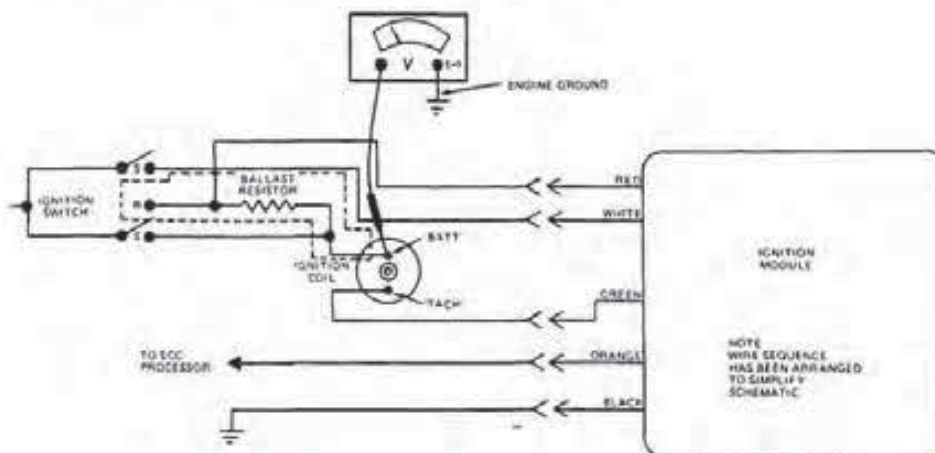 V
ENGINE GROUND
S
BALLAST
RESISTOR
IGNITION
SWITCH
R
S
IGNITION
COIL
BATT
TACH
RED
WHITE
GREEN
ORANGE
BLACK
IGNITION
MODULE
NOTE
WIRE SEQUENCE
HAS BEEN ARRANGED
TO SIMPLIFY
SCHEMATIC
TO ECC
PROCESSOR